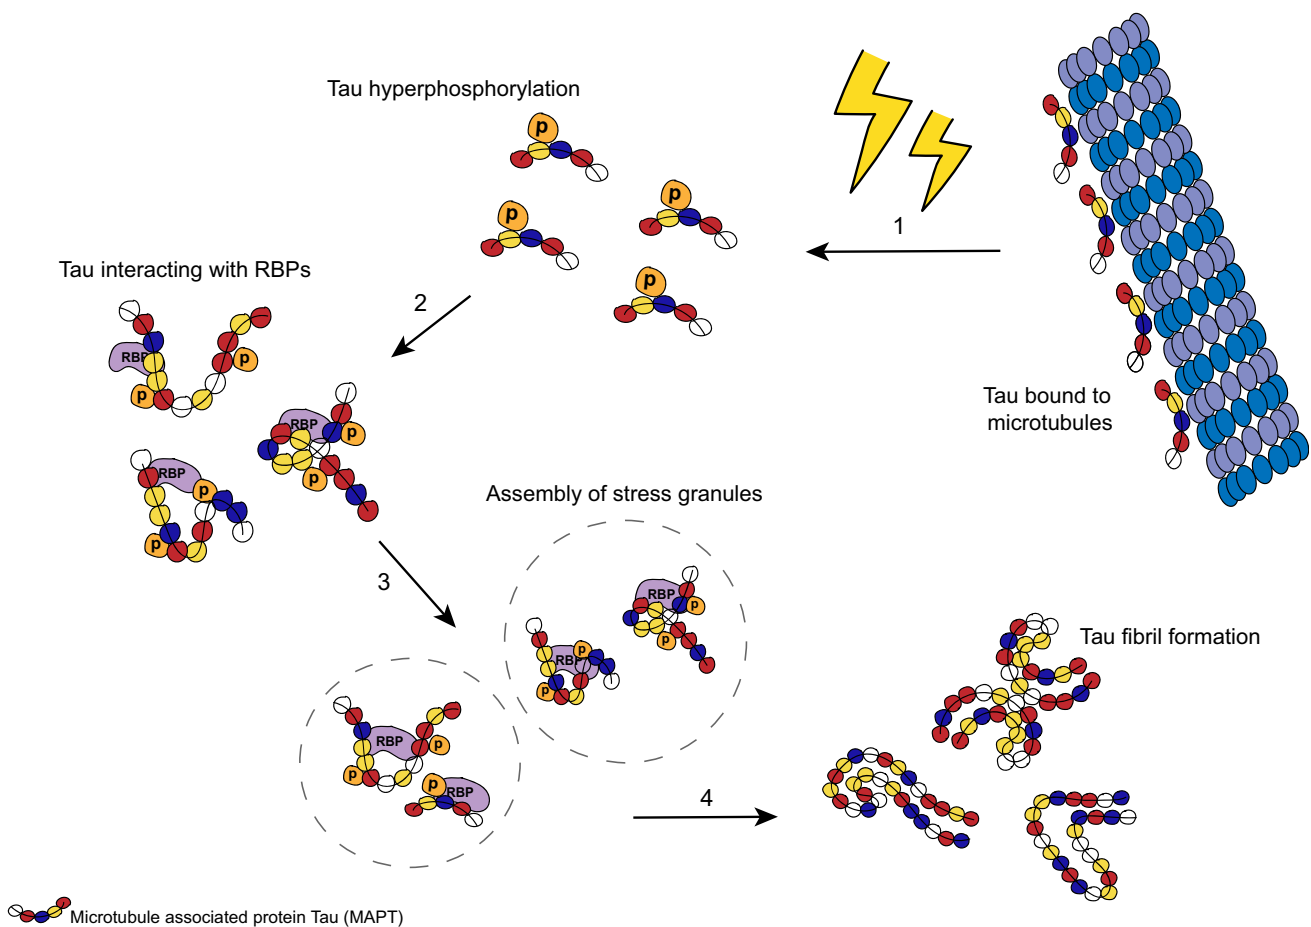 Tau hyperphosphorylation
p
p
p
p
1
Tau bound to
microtubules
2
Tau interacting with RBPs
RBP
p
p
RBP
p
p
RBP
p
p
3
Assembly of stress granules
RBP
p
p
RBP
p
p
RBP
p
p
p
RBP
4
Tau fibril formation
Microtubule associated protein Tau (MAPT)